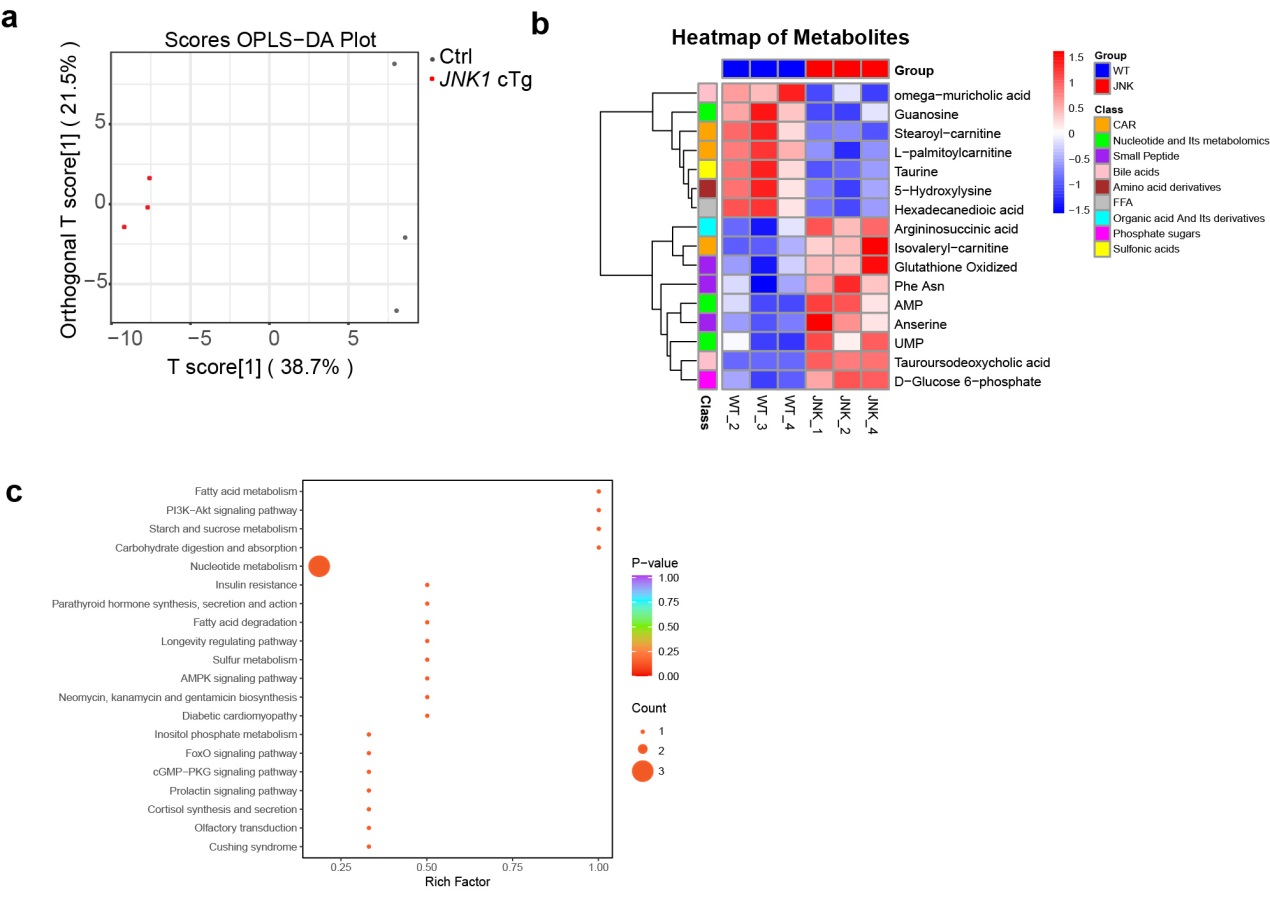 a
Scores OPLS−DA Plot
Ctrl
JNK1 cTg
Orthogonal T score[1] ( 21.5% )
5
0
−5
−10
−5
0
5
T score[1] ( 38.7% )
b
Heatmap of Metabolites
Group
omega-muricholic acid
Guanosine
Stearoyl-carnitine
L-palmitoylcarnitine
Taurine
5-Hydroxylysine
Hexadecanedioic acid
Argininosuccinic acid
Isovaleryl-carnitine
Glutathione Oxidized
Phe Asn
AMP
Anserine
UMP
Tauroursodeoxycholic acid
D-Glucose 6-phosphate
Class
WT_2
WT_3
WT_4
JNK_1
JNK_2
JNK_4
1.5
1
0.5
0
−0.5
−1
−1.5
Group
WT
JNK
Class
CAR
Nucleotide and Its metabolomics
Small Peptide
Bile acids
Amino acid derivatives
FFA
Organic acid And Its derivatives
Phosphate sugars
Sulfonic acids
c
Fatty acid metabolism
PI3K−Akt signaling pathway
Starch and sucrose metabolism
Carbohydrate digestion and absorption
Nucleotide metabolism
Insulin resistance
Parathyroid hormone synthesis, secretion and action
Fatty acid degradation
Longevity regulating pathway
Sulfur metabolism
AMPK signaling pathway
Neomycin, kanamycin and gentamicin biosynthesis
Diabetic cardiomyopathy
Inositol phosphate metabolism
FoxO signaling pathway
cGMP−PKG signaling pathway
Prolactin signaling pathway
Cortisol synthesis and secretion
Olfactory transduction
Cushing syndrome
0.25
0.50
0.75
1.00
Rich Factor
P−value
1.00
0.75
0.50
0.25
0.00
Count
1
2
3